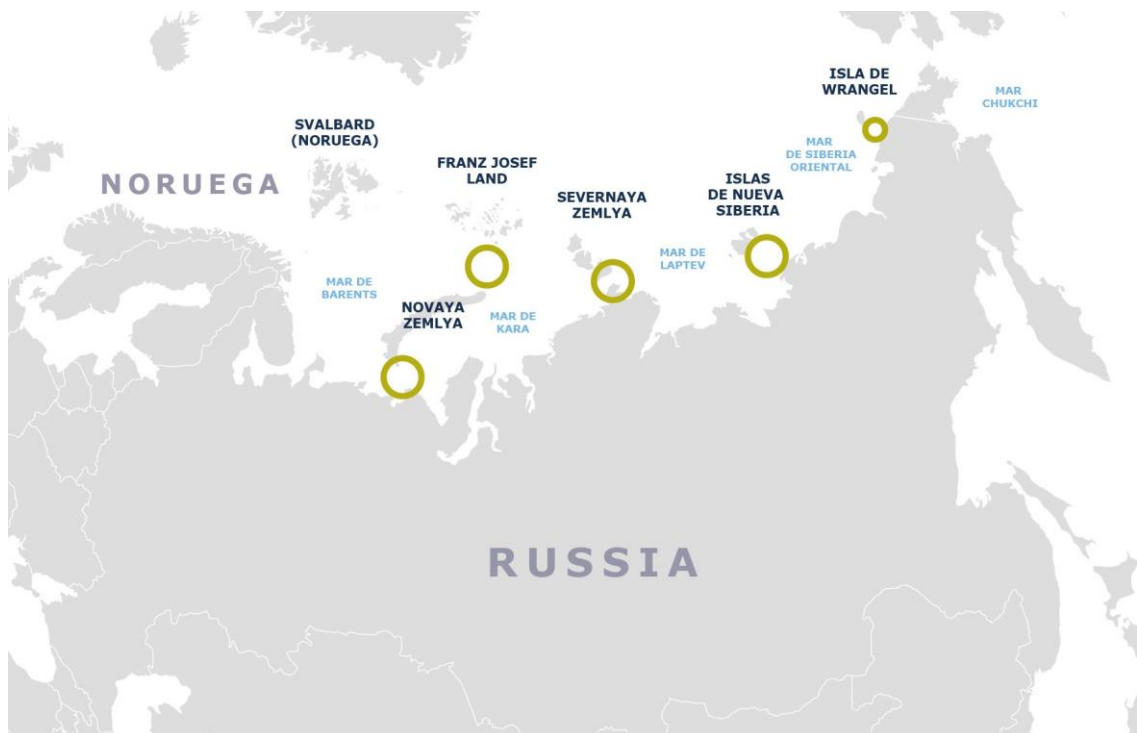 ISLA DE
WRANGEL
MAR
CHUKCHI
SVALBARD
(NORUEGA)
MAR
DE SIBERIA
ORIENTAL
FRANZ JOSEF
LAND
NORUEGA
ISLAS
DE NUEVA
SIBERIA
SEVERNAYA
ZEMLYA
MAR DE
LAPTEV
MAR DE
BARENTS
NOVAYA
ZEMLYA
MAR DE
KARA
RUSSIA